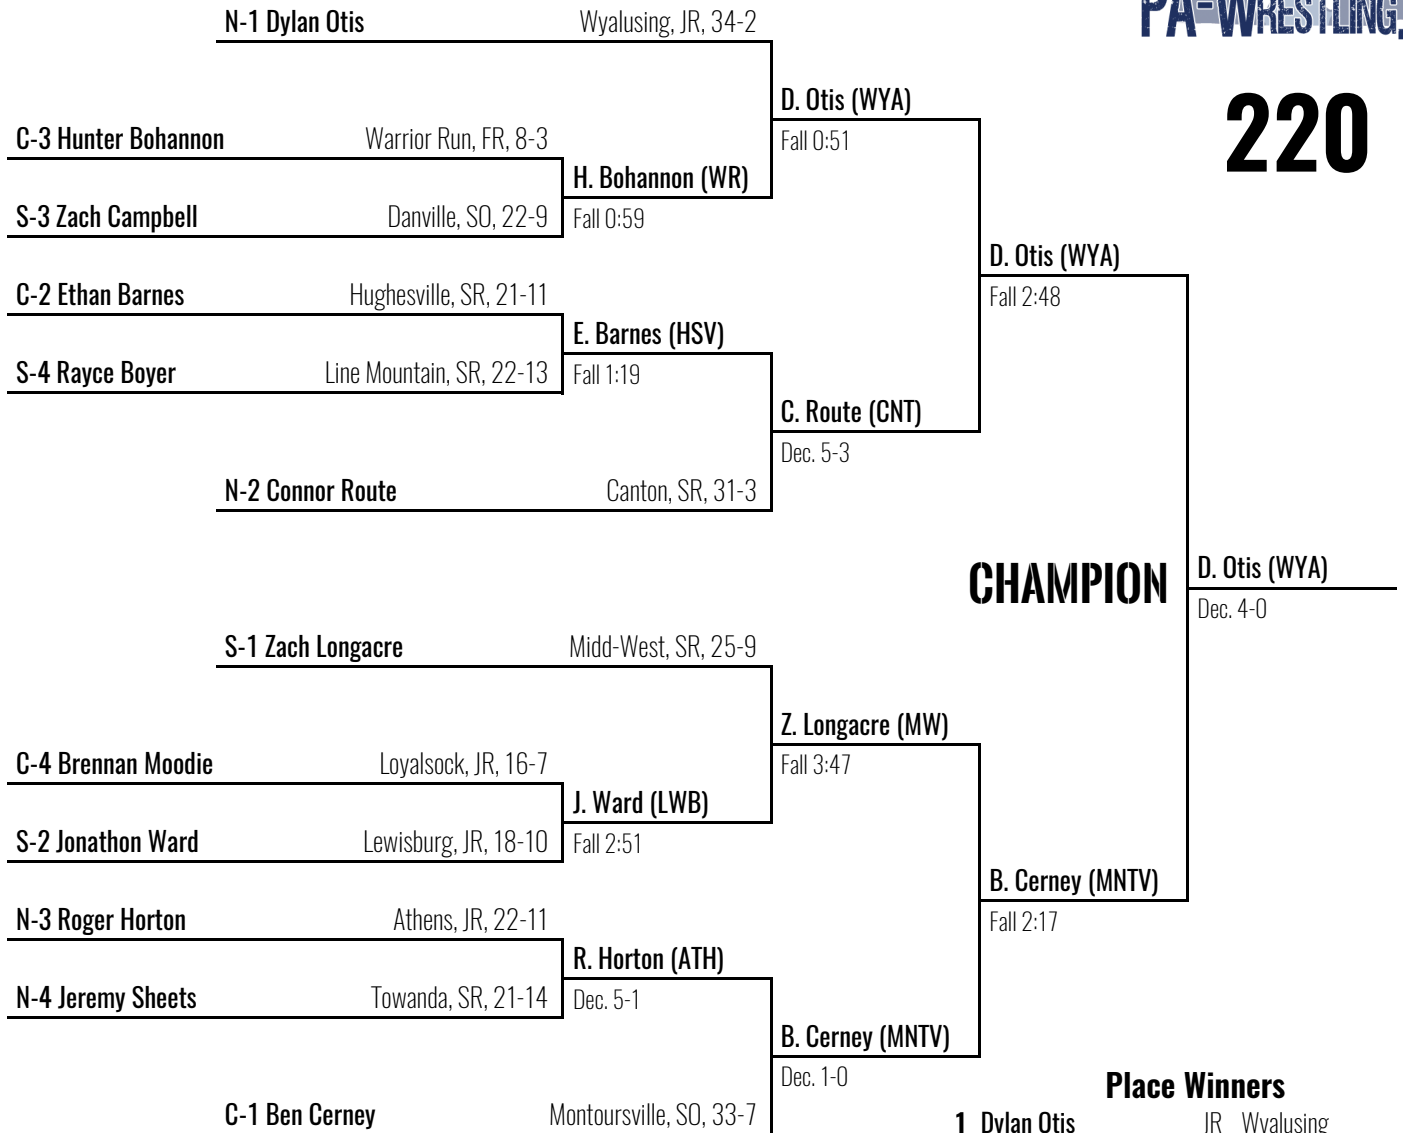 PA-WRESTLING.
220
N-1 Dylan Otis Wyalusing, JR, 34-2
D. Otis (WYA)
Fall 0:51
C-3 Hunter Bohannon Warrior Run, FR, 8-3
H. Bohannon (WR)
Fall 0:59
S-3 Zach Campbell Danville, SO, 22-9
D. Otis (WYA)
Fall 2:48
C-2 Ethan Barnes Hughesville, SR, 21-11
E. Barnes (HSV)
Fall 1:19
S-4 Rayce Boyer Line Mountain, SR, 22-13
C. Route (CNT)
Dec. 5-3
N-2 Connor Route Canton, SR, 31-3
CHAMPION
D. Otis (WYA)
Dec. 4-0
S-1 Zach Longacre Midd-West, SR, 25-9
Z. Longacre (MW)
Fall 3:47
C-4 Brennan Moodie Loyalsock, JR, 16-7
J. Ward (LWB)
Fall 2:51
S-2 Jonathon Ward Lewisburg, JR, 18-10
B. Cerney (MNTV)
Fall 2:17
N-3 Roger Horton Athens, JR, 22-11
R. Horton (ATH)
Dec. 5-1
N-4 Jeremy Sheets Towanda, SR, 21-14
B. Cerney (MNTV)
Dec. 1-0
C-1 Ben Cerney Montoursville, SO, 33-7
Place Winners
1 Dylan Otis JR Wyalusing